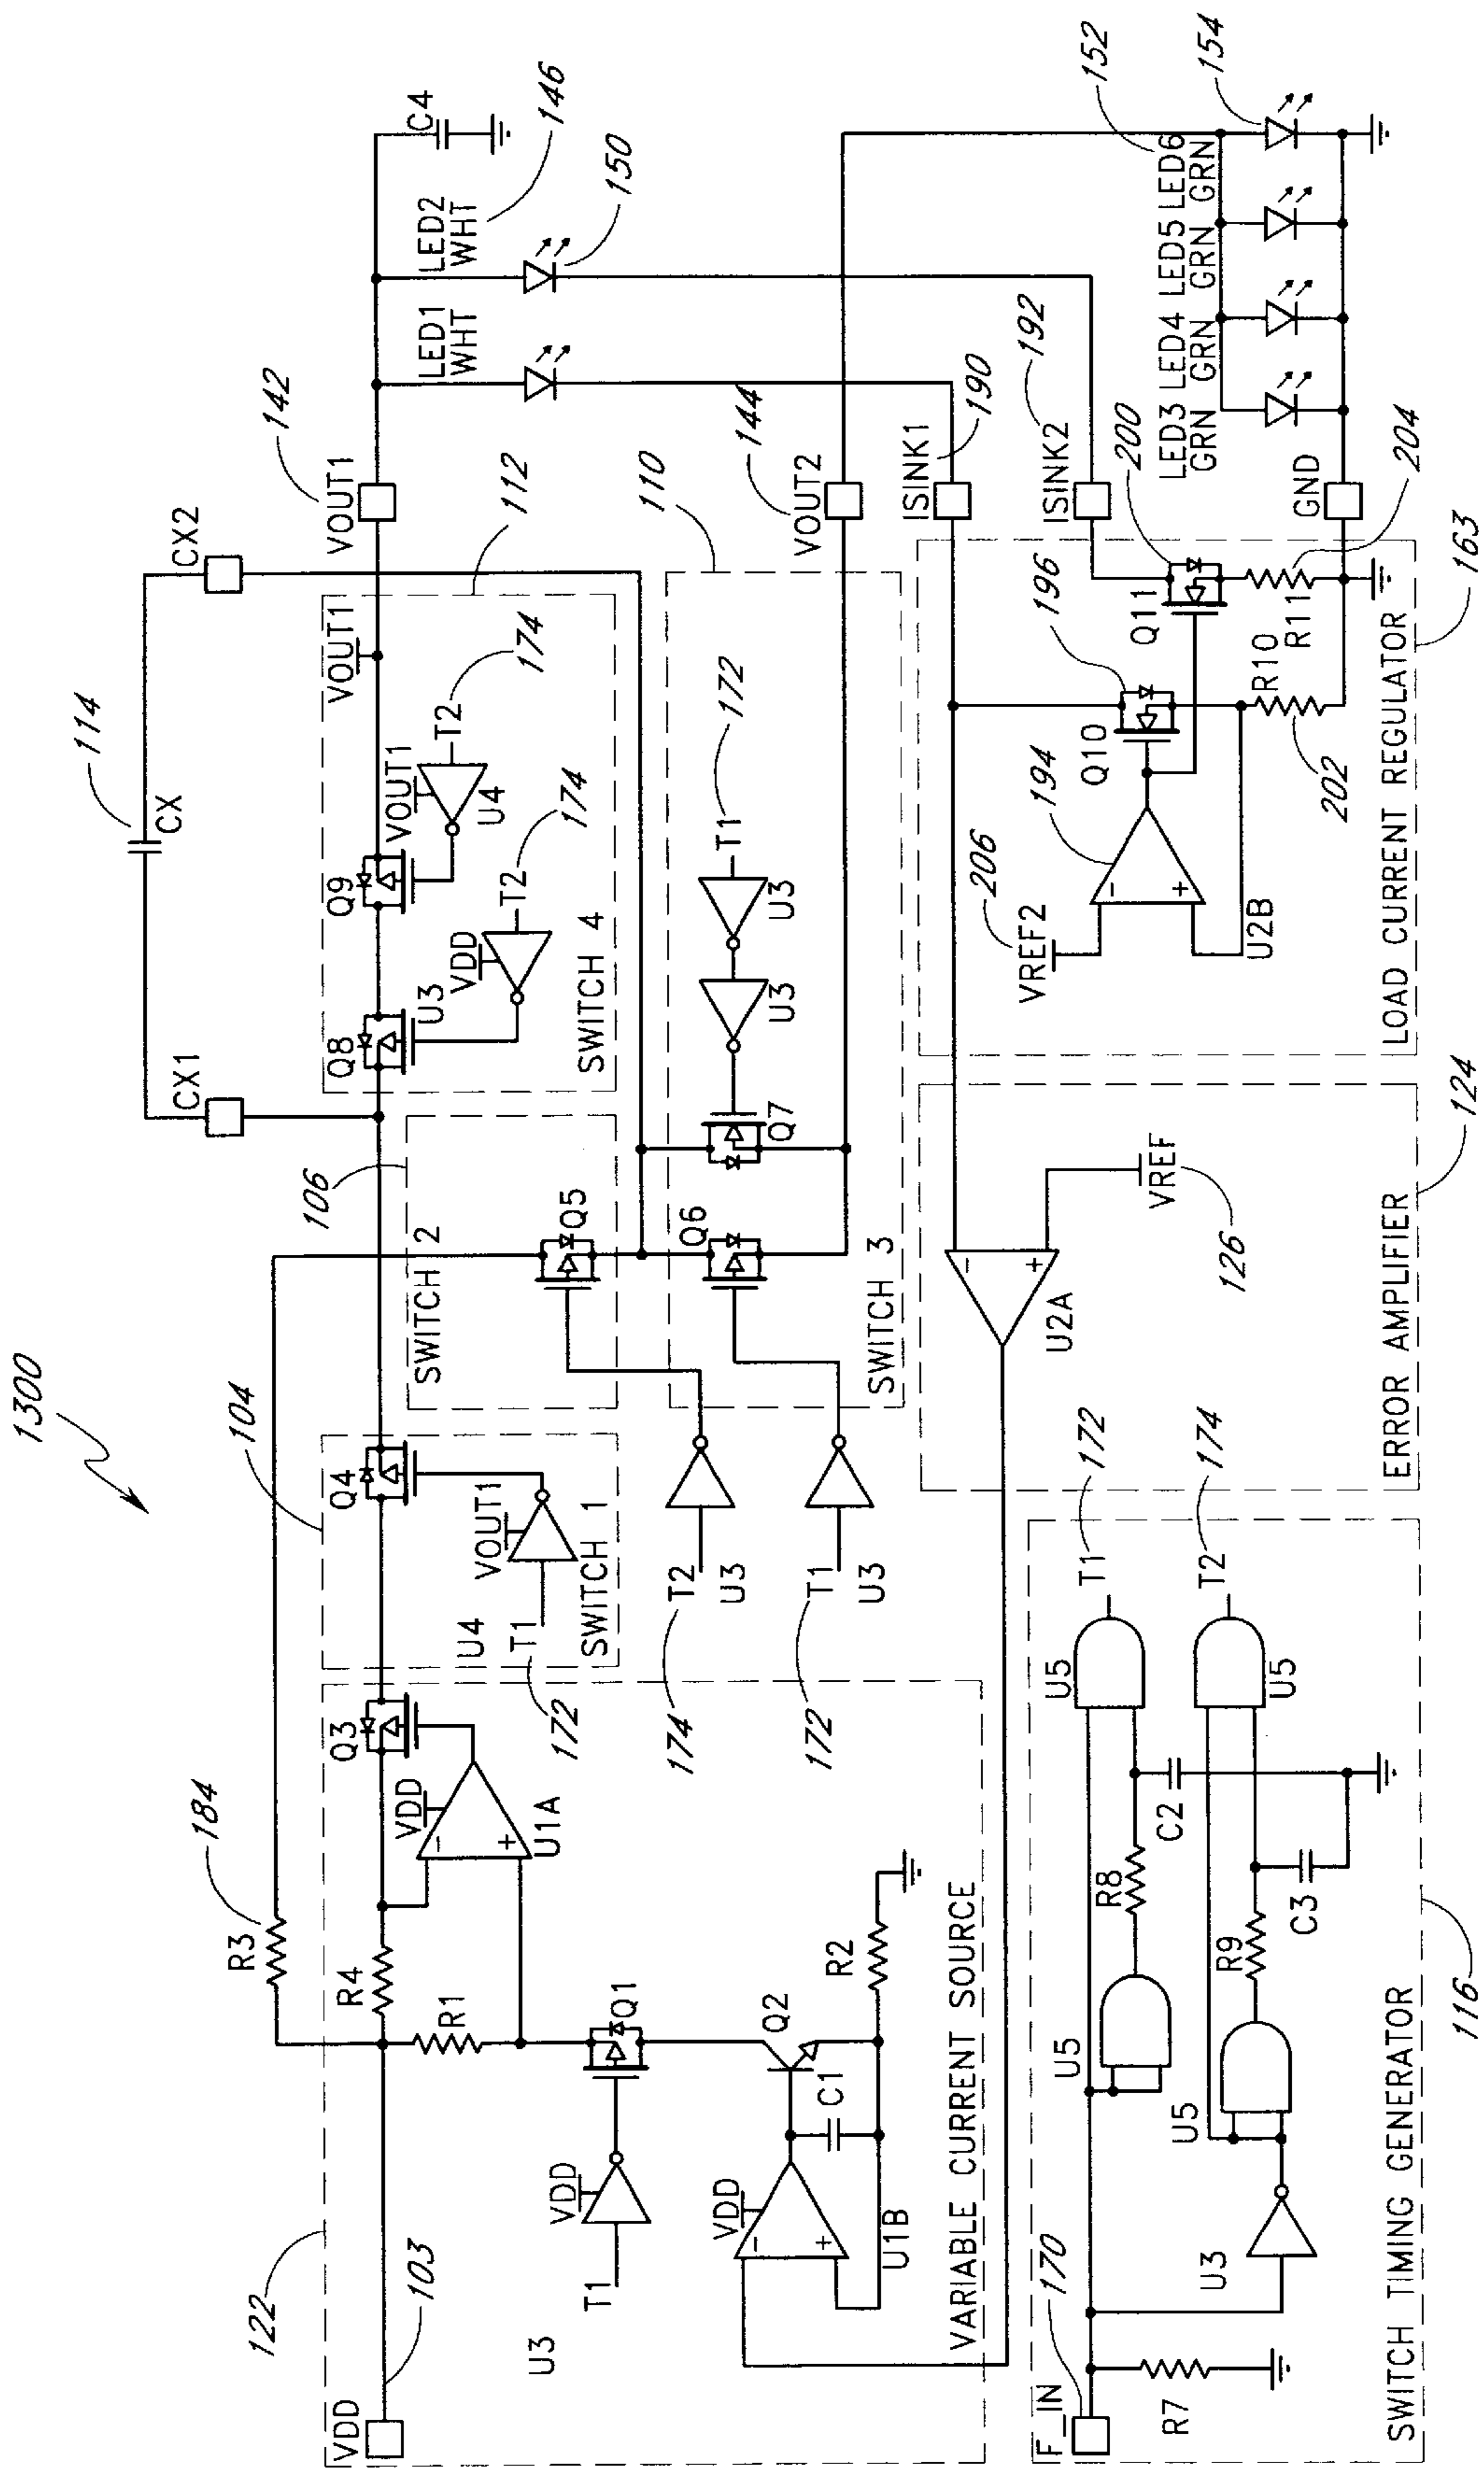 1300
114
CX
CX1
CX2
142
VOUT1
C4
LED1
WHT
LED2
WHT
146
150
184
R3
104
106
112
122
VDD
103
R4
Q3
VDD
U1A
R1
Q4
VOUT1
U4
T1
172
SWITCH 1
SWITCH 2
Q5
Q8
U3
VDD
T2
174
Q9
VOUT1
U4
T2
174
VOUT1
SWITCH 4
110
Q6
Q7
U3
U3
T1
172
SWITCH 3
144
VOUT2
T2
174
U3
T1
172
U3
U3
T1
VDD
Q1
Q2
C1
R2
VDD
U1B
VARIABLE CURRENT SOURCE
ISINK1
190
ISINK2
192
U2A
VREF
126
ERROR AMPLIFIER
124
206
VREF2
194
U2B
Q10
196
Q11
200
R10
202
R11
204
GND
LOAD CURRENT REGULATOR
163
LED3
GRN
LED4
GRN
LED5
GRN
LED6
GRN
152
154
170
F_IN
R7
U3
U5
U5
R8
R9
C2
C3
U5
U5
T1
172
T2
174
SWITCH TIMING GENERATOR
116